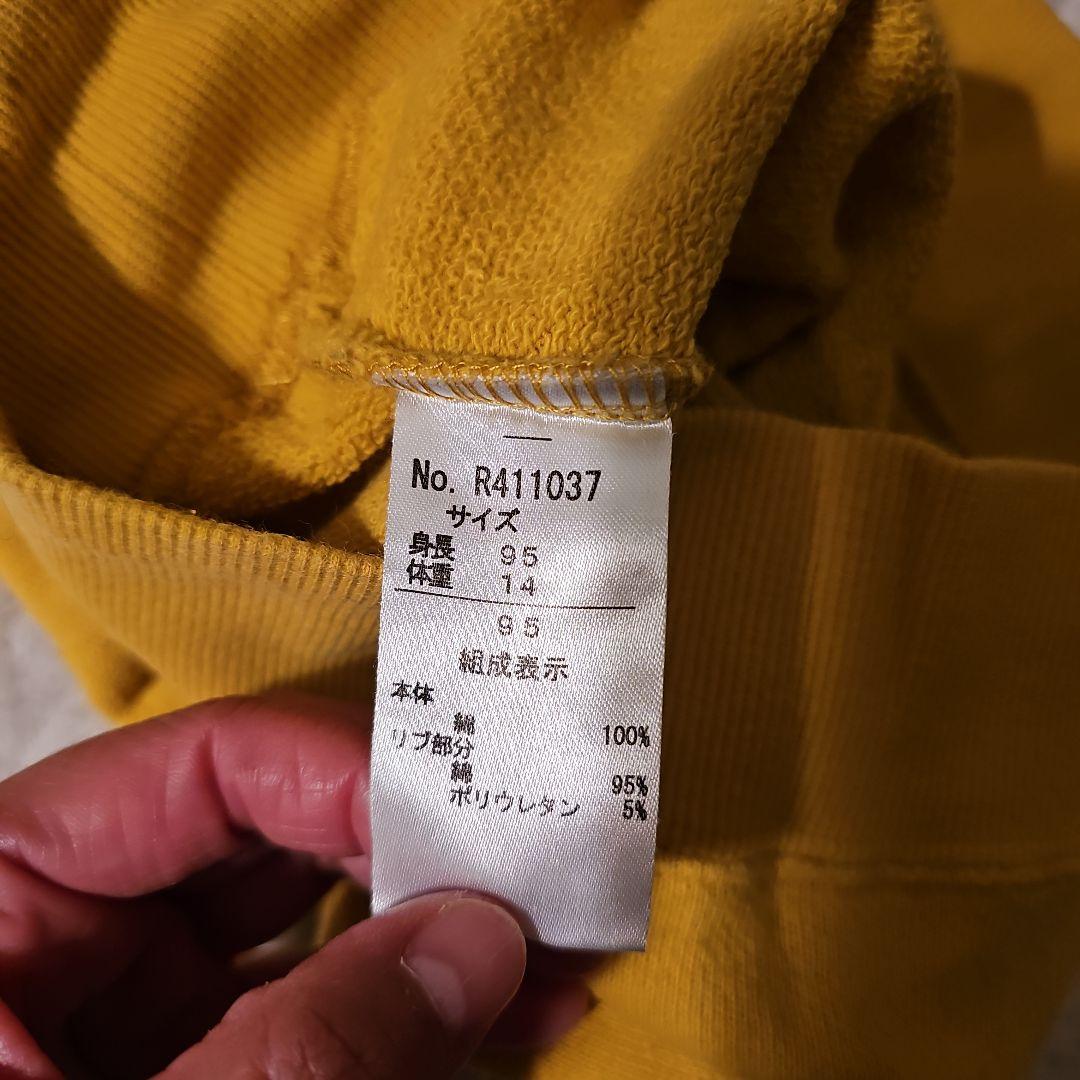 No. R411037
サイズ
身長 95
体重 14
95
組成表示
本体
綿 100%
リブ部分
綿 95%
ポリウレタン 5%